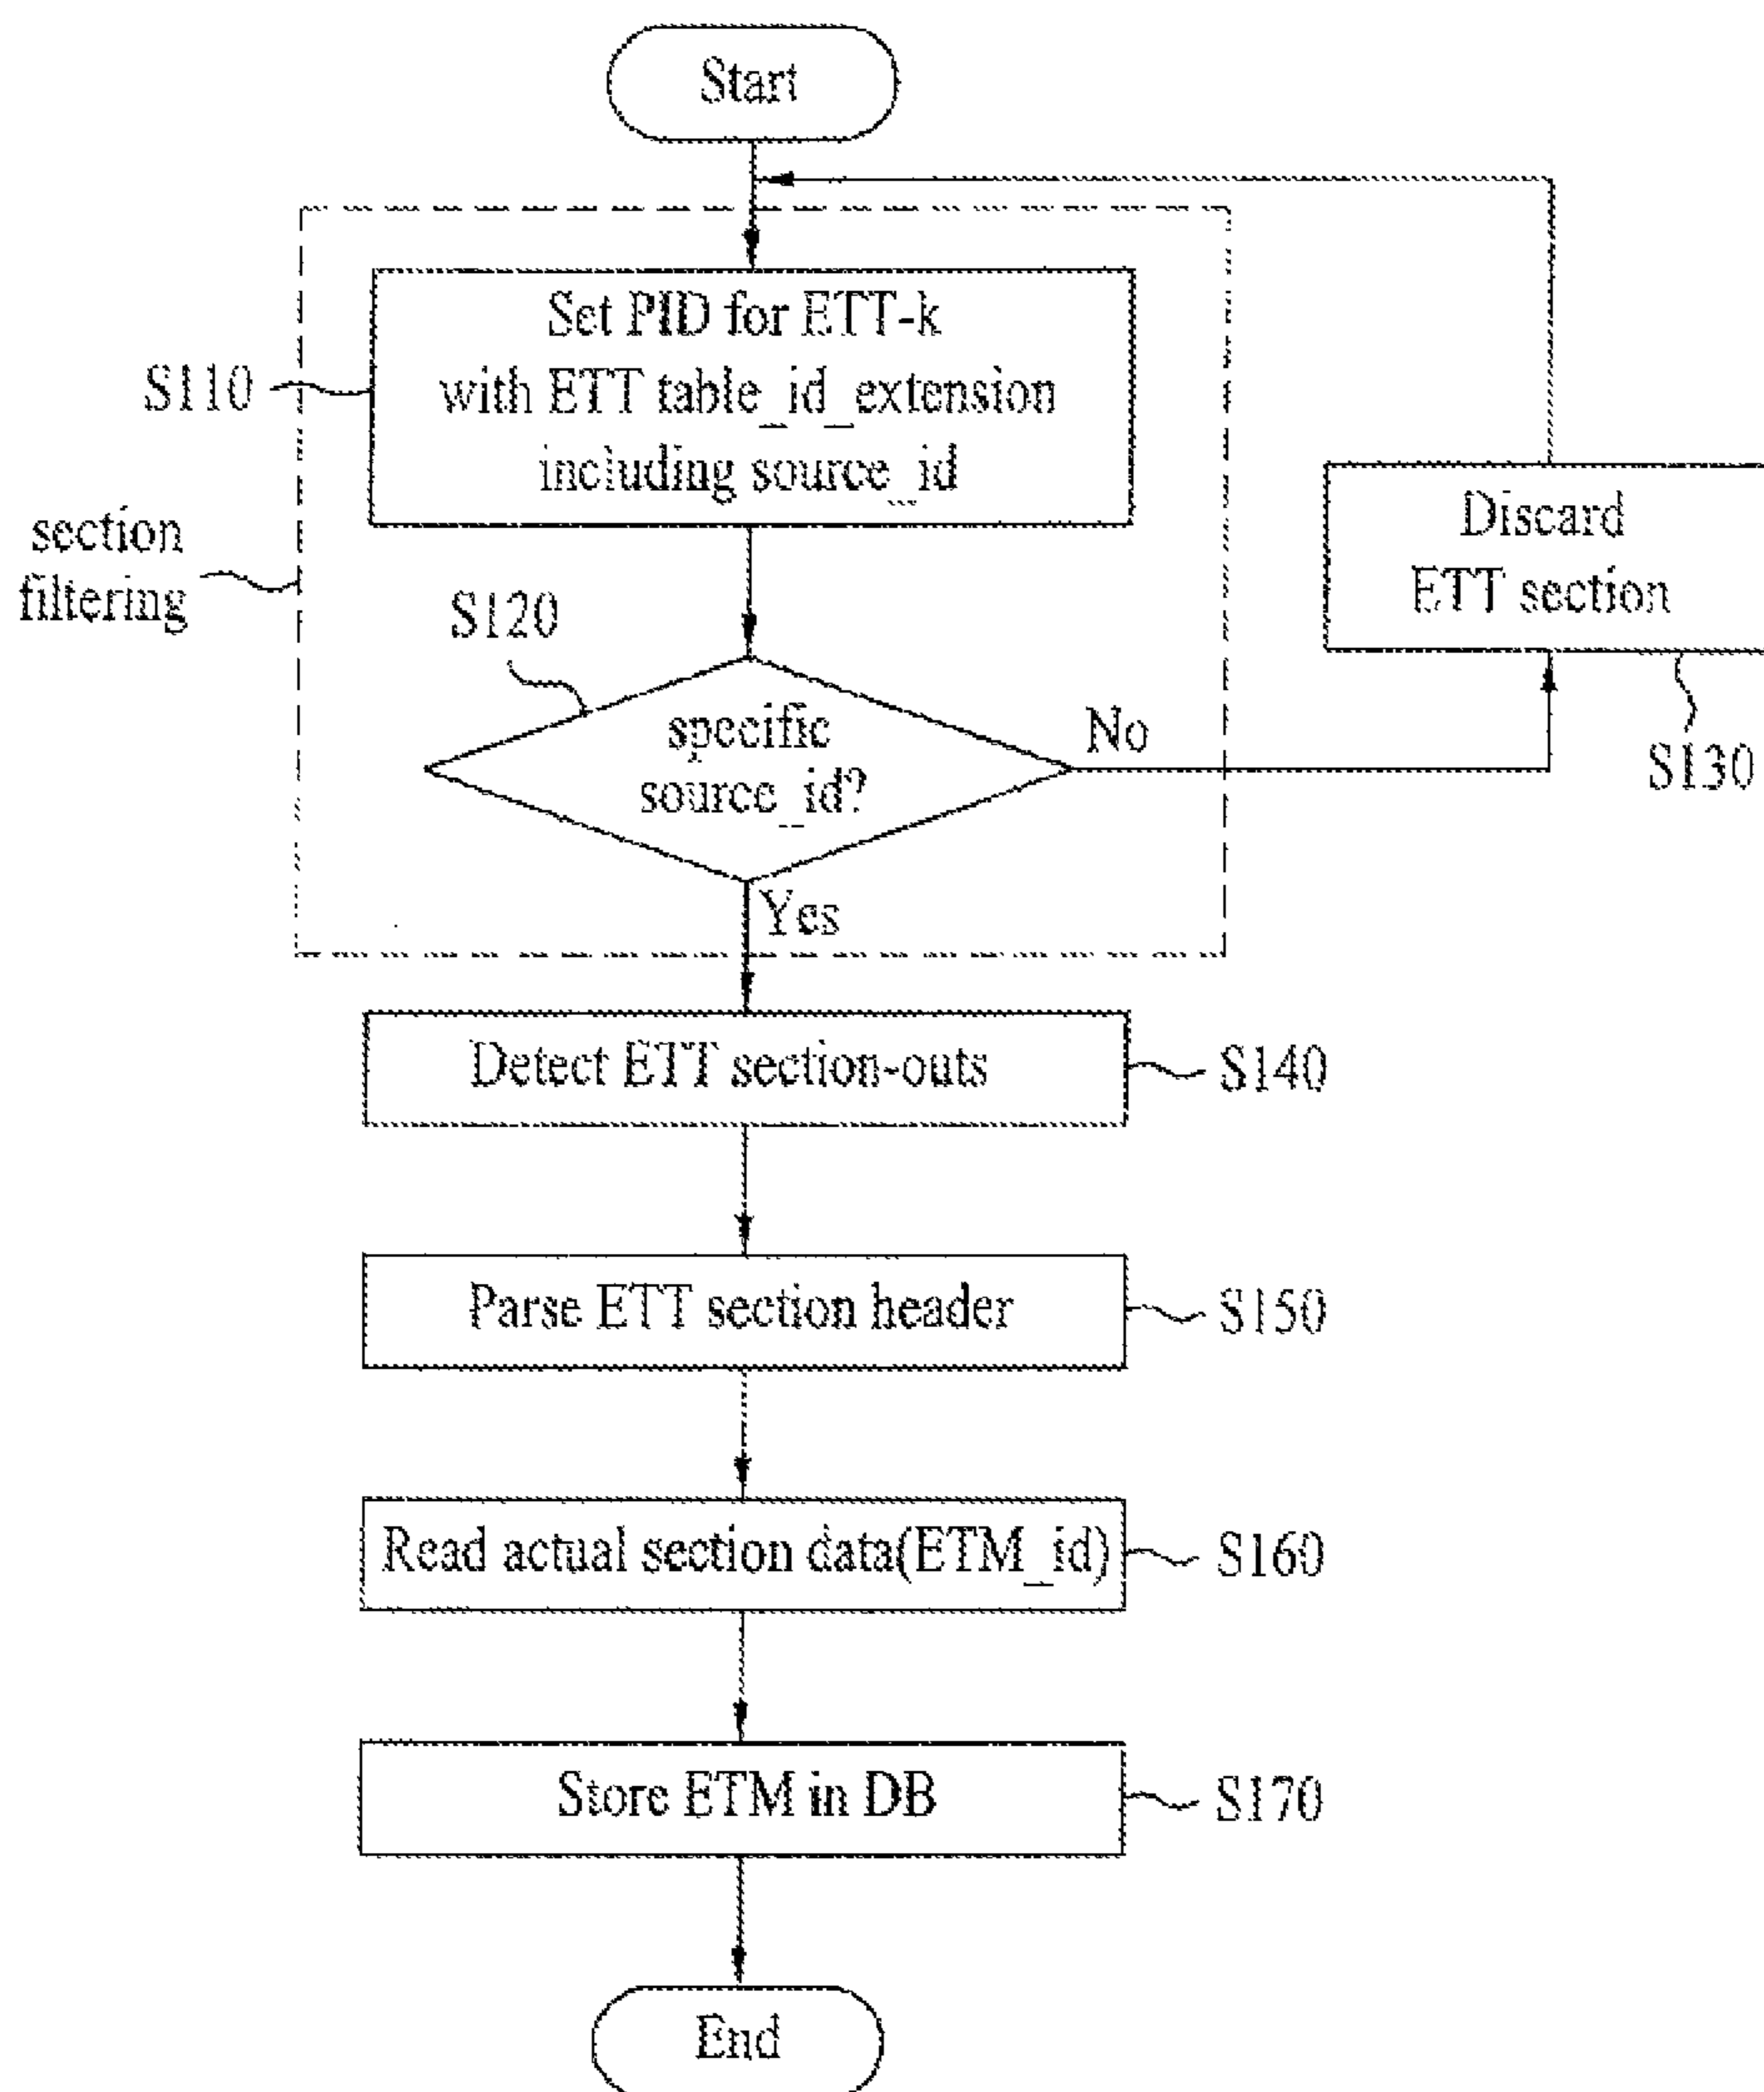 Start
Set PID for ETT-k
with ETT table_id_extension
including source_id
S110
section
filtering
S120
specific
source_id?
No
Yes
Discard
ETT section
S130
Detect ETT section-outs
S140
Parse ETT section header
S150
Read actual section data(ETM_id)
S160
Store ETM in DB
S170
End